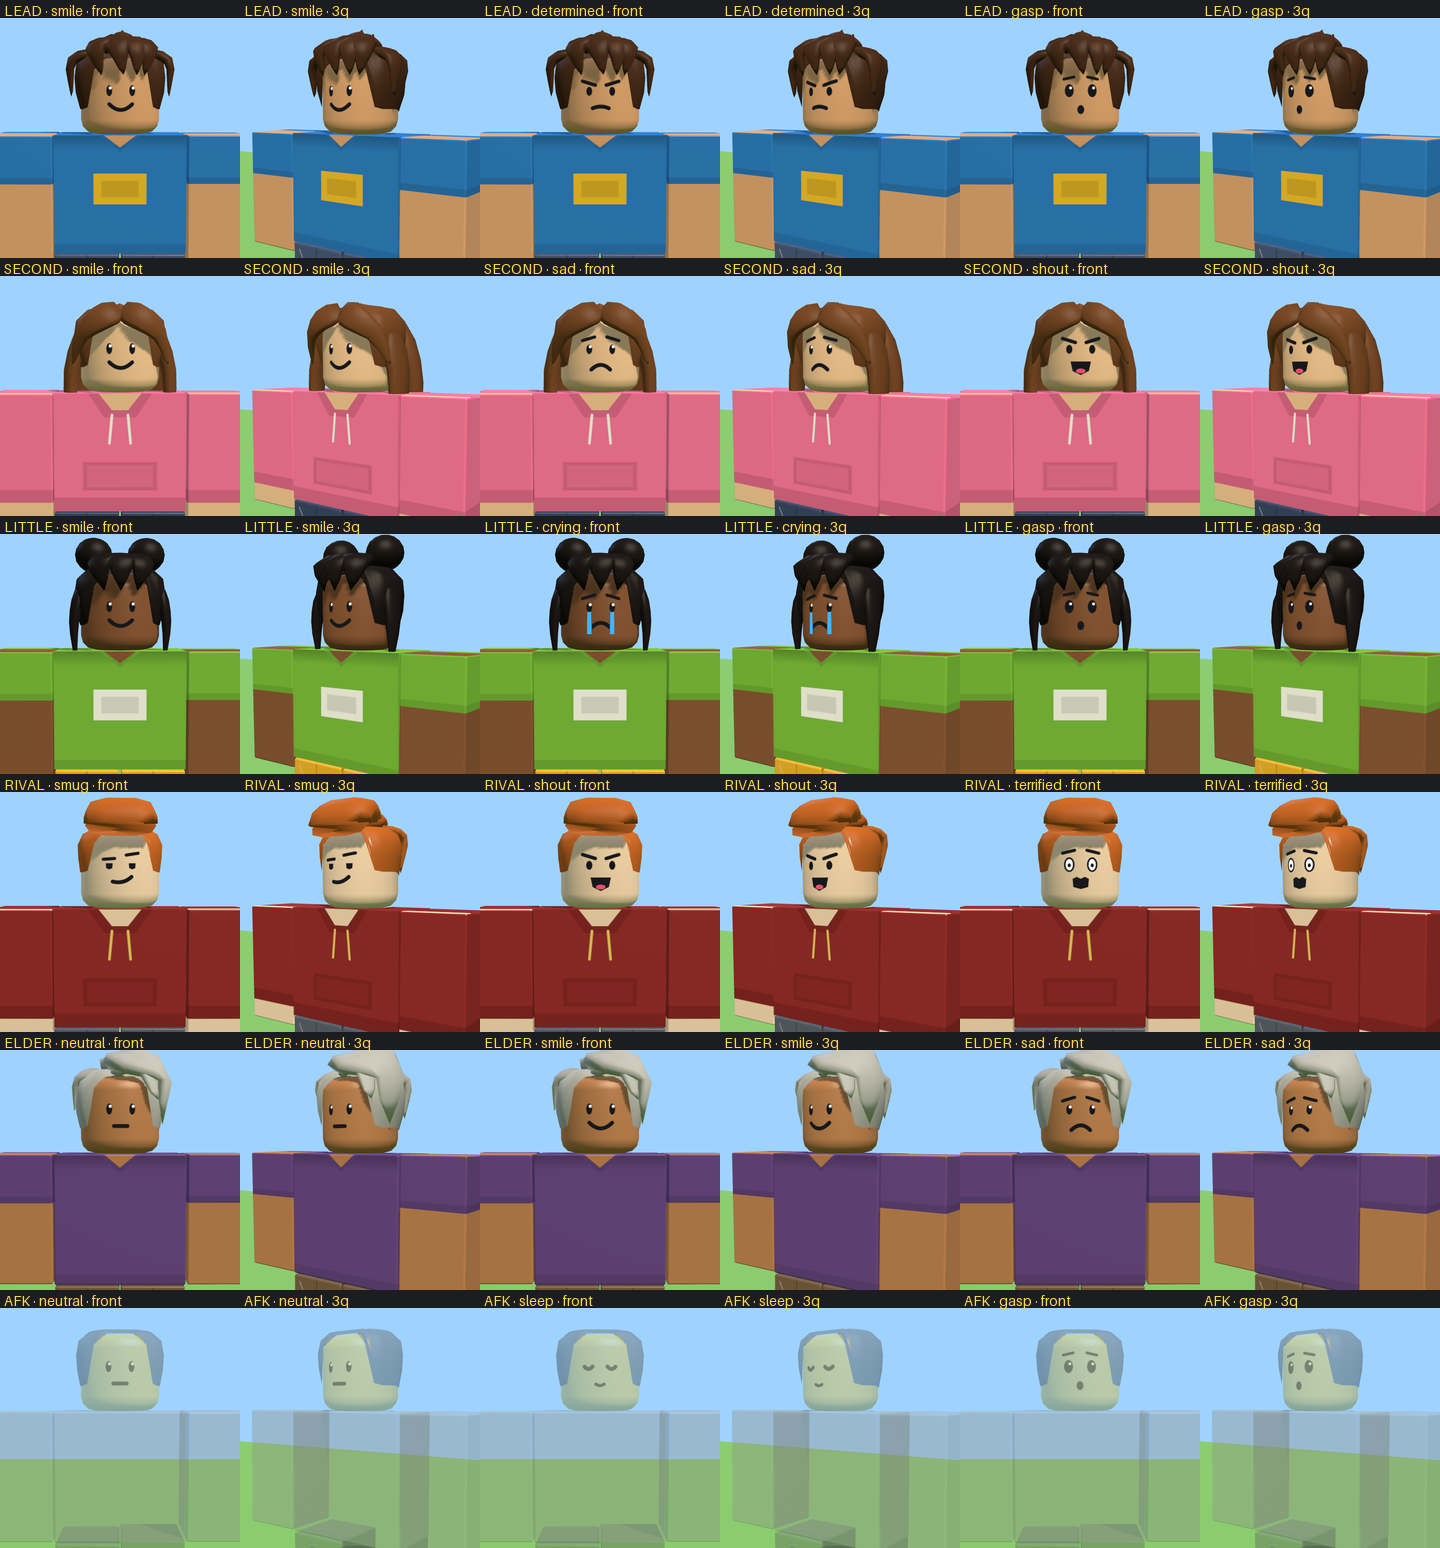 LEAD · smile · front
LEAD · smile · 3q
LEAD · determined · front
LEAD · determined · 3q
LEAD · gasp · front
LEAD · gasp · 3q
SECOND · smile · front
SECOND · smile · 3q
SECOND · sad · front
SECOND · sad · 3q
SECOND · shout · front
SECOND · shout · 3q
LITTLE · smile · front
LITTLE · smile · 3q
LITTLE · crying · front
LITTLE · crying · 3q
LITTLE · gasp · front
LITTLE · gasp · 3q
RIVAL · smug · front
RIVAL · smug · 3q
RIVAL · shout · front
RIVAL · shout · 3q
RIVAL · terrified · front
RIVAL · terrified · 3q
ELDER · neutral · front
ELDER · neutral · 3q
ELDER · smile · front
ELDER · smile · 3q
ELDER · sad · front
ELDER · sad · 3q
AFK · neutral · front
AFK · neutral · 3q
AFK · sleep · front
AFK · sleep · 3q
AFK · gasp · front
AFK · gasp · 3q